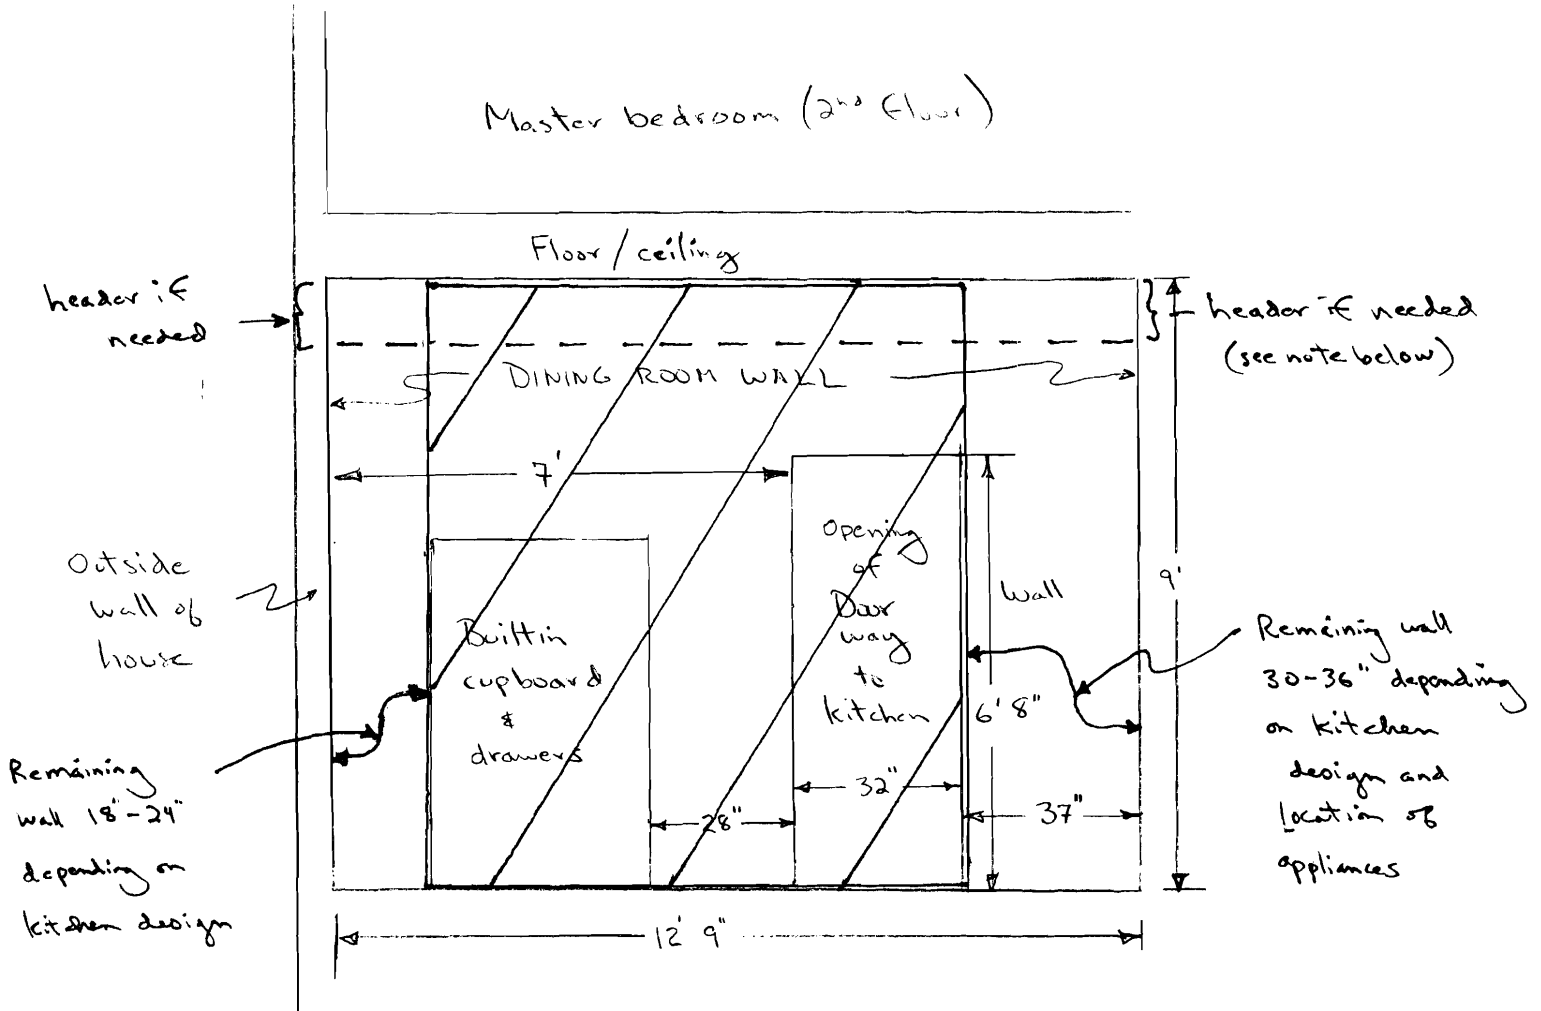 Master bedroom (2nd floor)
Floor / ceiling
header if
needed
header if needed
(see note below)
DINING ROOM WALL
7'
9'
Outside
wall of
house
Opening
of
Door
way
to
kitchen
Wall
6' 8"
Builtin
cupboard
&
drawers
Remaining wall
30-36" depending
on kitchen
design and
Location of
appliances
Remaining
wall 18"-24"
depending on
kitchen design
32"
28"
37"
12' 9"